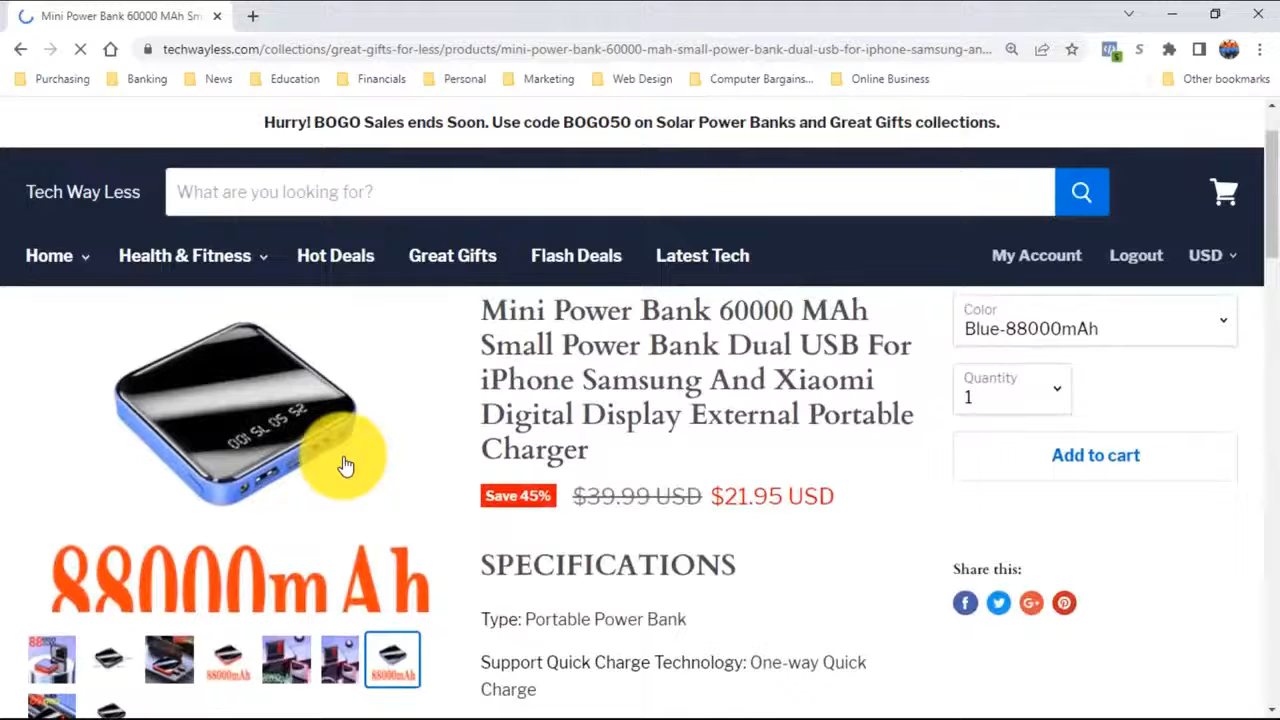 Mini Power Bank 60000 MAh Sm
techwayless.com/collections/great-gifts-for-less/products/mini-power-bank-60000-mah-small-power-bank-dual-usb-for-iphone-samsung-an...
Purchasing Banking News Education Financials Personal Marketing Web Design Computer Bargains... Online Business Other bookmarks
Hurry! BOGO Sales ends Soon. Use code BOGO50 on Solar Power Banks and Great Gifts collections.
Tech Way Less What are you looking for?
Home Health & Fitness Hot Deals Great Gifts Flash Deals Latest Tech My Account Logout USD
Mini Power Bank 60000 MAh
Small Power Bank Dual USB For
iPhone Samsung And Xiaomi
Digital Display External Portable
Charger
Save 45% $39.99 USD $21.95 USD
SPECIFICATIONS
Type: Portable Power Bank
Support Quick Charge Technology: One-way Quick
Charge
Color
Blue-88000mAh
Quantity
1
Add to cart
Share this:
88000mAh
88000mAh
88000mAh